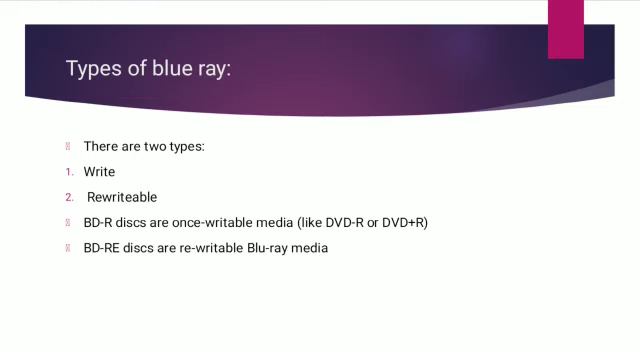 Types of blue ray:
There are two types:
1. Write
2. Rewriteable
BD-R discs are once-writable media (like DVD-R or DVD+R)
BD-RE discs are re-writable Blu-ray media